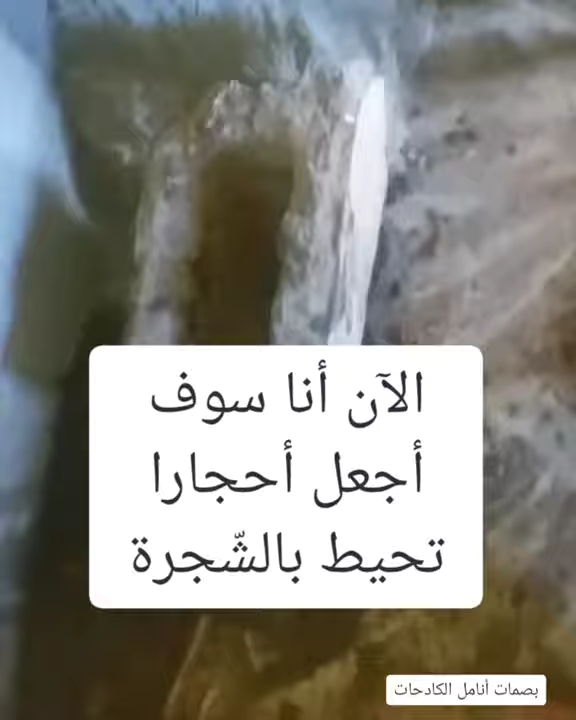 الآن أنا سوف
أجعل أحجارا
تحيط بالشّجرة
بصمات أنامل الكادحات